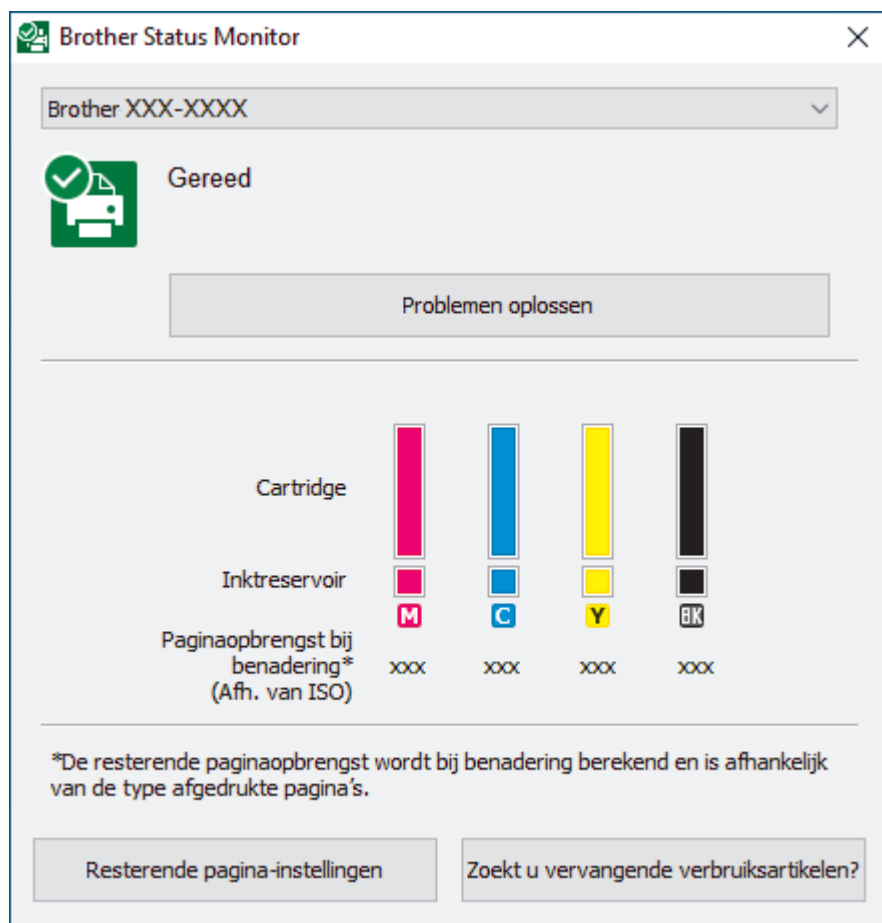 Brother Status Monitor
Brother XXX-XXXX
Gereed
Problemen oplossen
Cartridge
Inktreservoir
M C Y BK
Paginaopbrengst bij
benadering* xxx xxx xxx xxx
(Afh. van ISO)
*De resterende paginaopbrengst wordt bij benadering berekend en is afhankelijk
van de type afgedrukte pagina's.
Resterende pagina-instellingen
Zoekt u vervangende verbruiksartikelen?